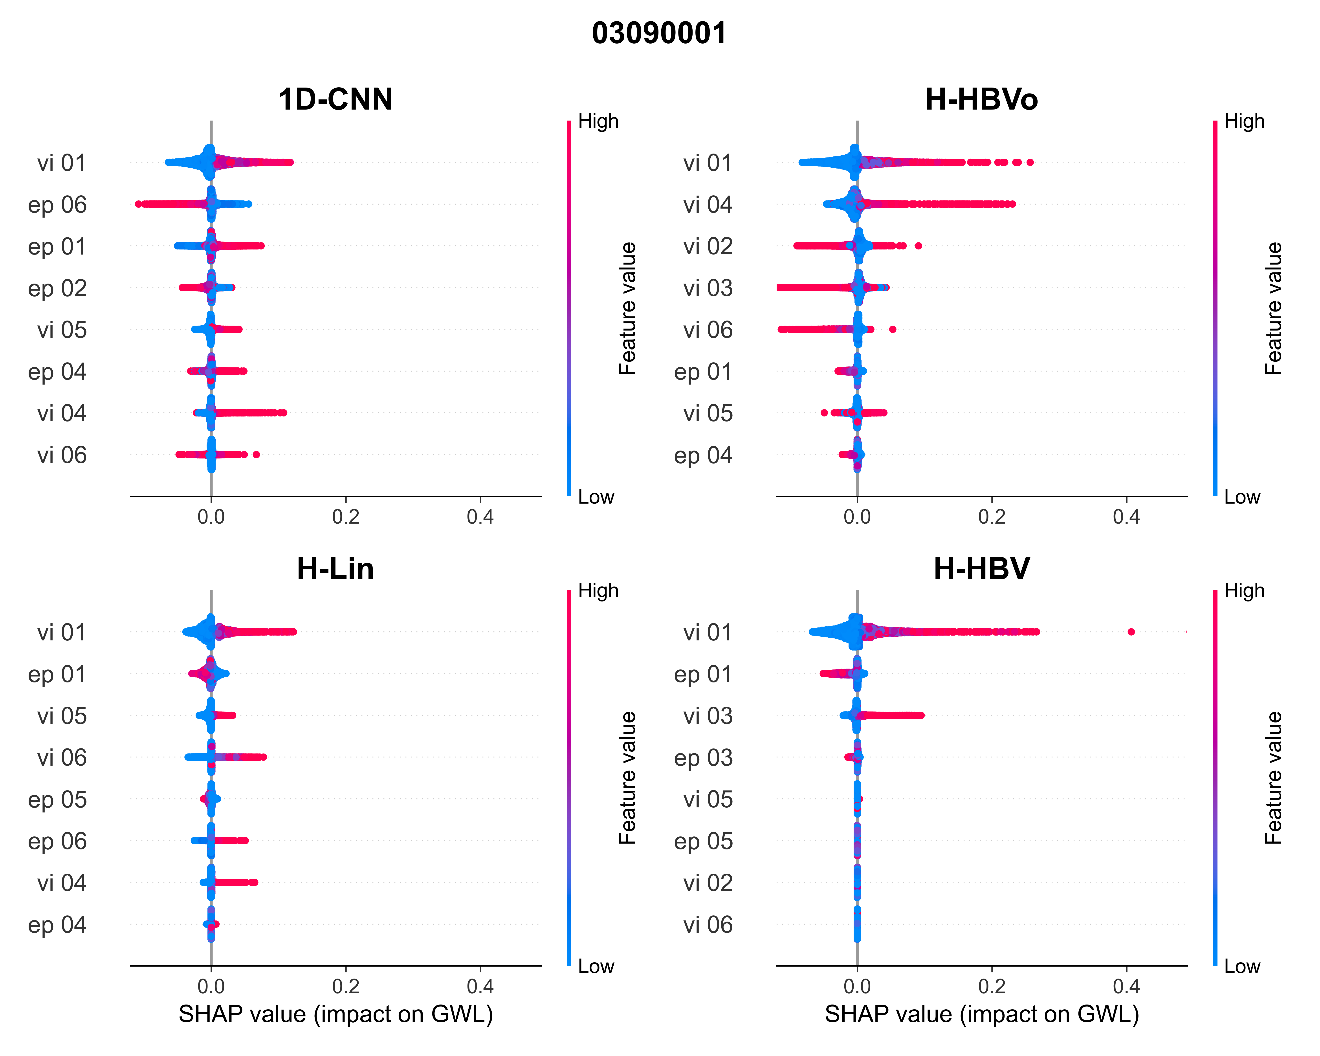 03090001
1D-CNN
High
vi 01
ep 06
ep 01
ep 02
vi 05
ep 04
vi 04
vi 06
Feature value
Low
0.0 0.2 0.4
H-HBVo
High
vi 01
vi 04
vi 02
vi 03
vi 06
ep 01
vi 05
ep 04
Feature value
Low
0.0 0.2 0.4
H-Lin
High
vi 01
ep 01
vi 05
vi 06
ep 05
ep 06
vi 04
ep 04
Feature value
Low
0.0 0.2 0.4
SHAP value (impact on GWL)
H-HBV
High
vi 01
ep 01
vi 03
ep 03
vi 05
ep 05
vi 02
vi 06
Feature value
Low
0.0 0.2 0.4
SHAP value (impact on GWL)